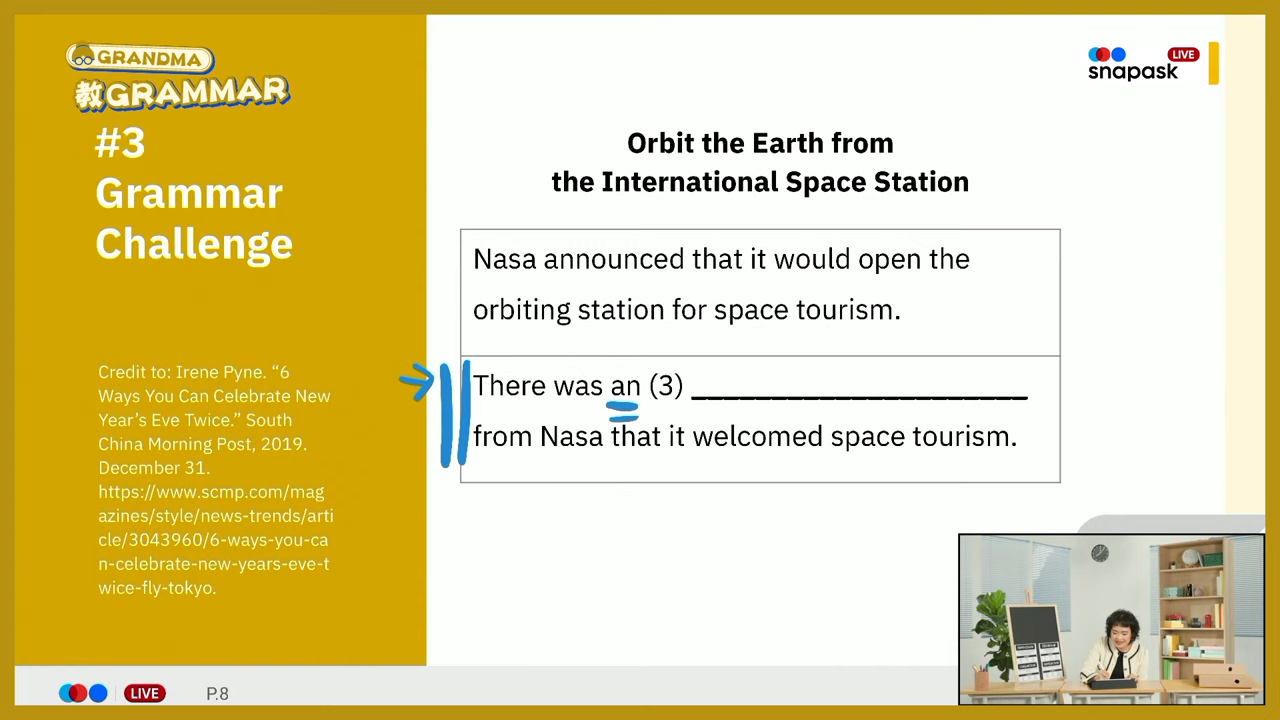 GRANDMA
教GRAMMAR
#3
Grammar
Challenge
Credit to: Irene Pyne. “6
Ways You Can Celebrate New
Year’s Eve Twice.” South
China Morning Post, 2019.
December 31.
https://www.scmp.com/mag
azines/style/news-trends/arti
cle/3043960/6-ways-you-ca
n-celebrate-new-years-eve-t
wice-fly-tokyo.
LIVE
snapask
Orbit the Earth from
the International Space Station
Nasa announced that it would open the
orbiting station for space tourism.
There was an (3) ____________________
from Nasa that it welcomed space tourism.
LIVE
P.8